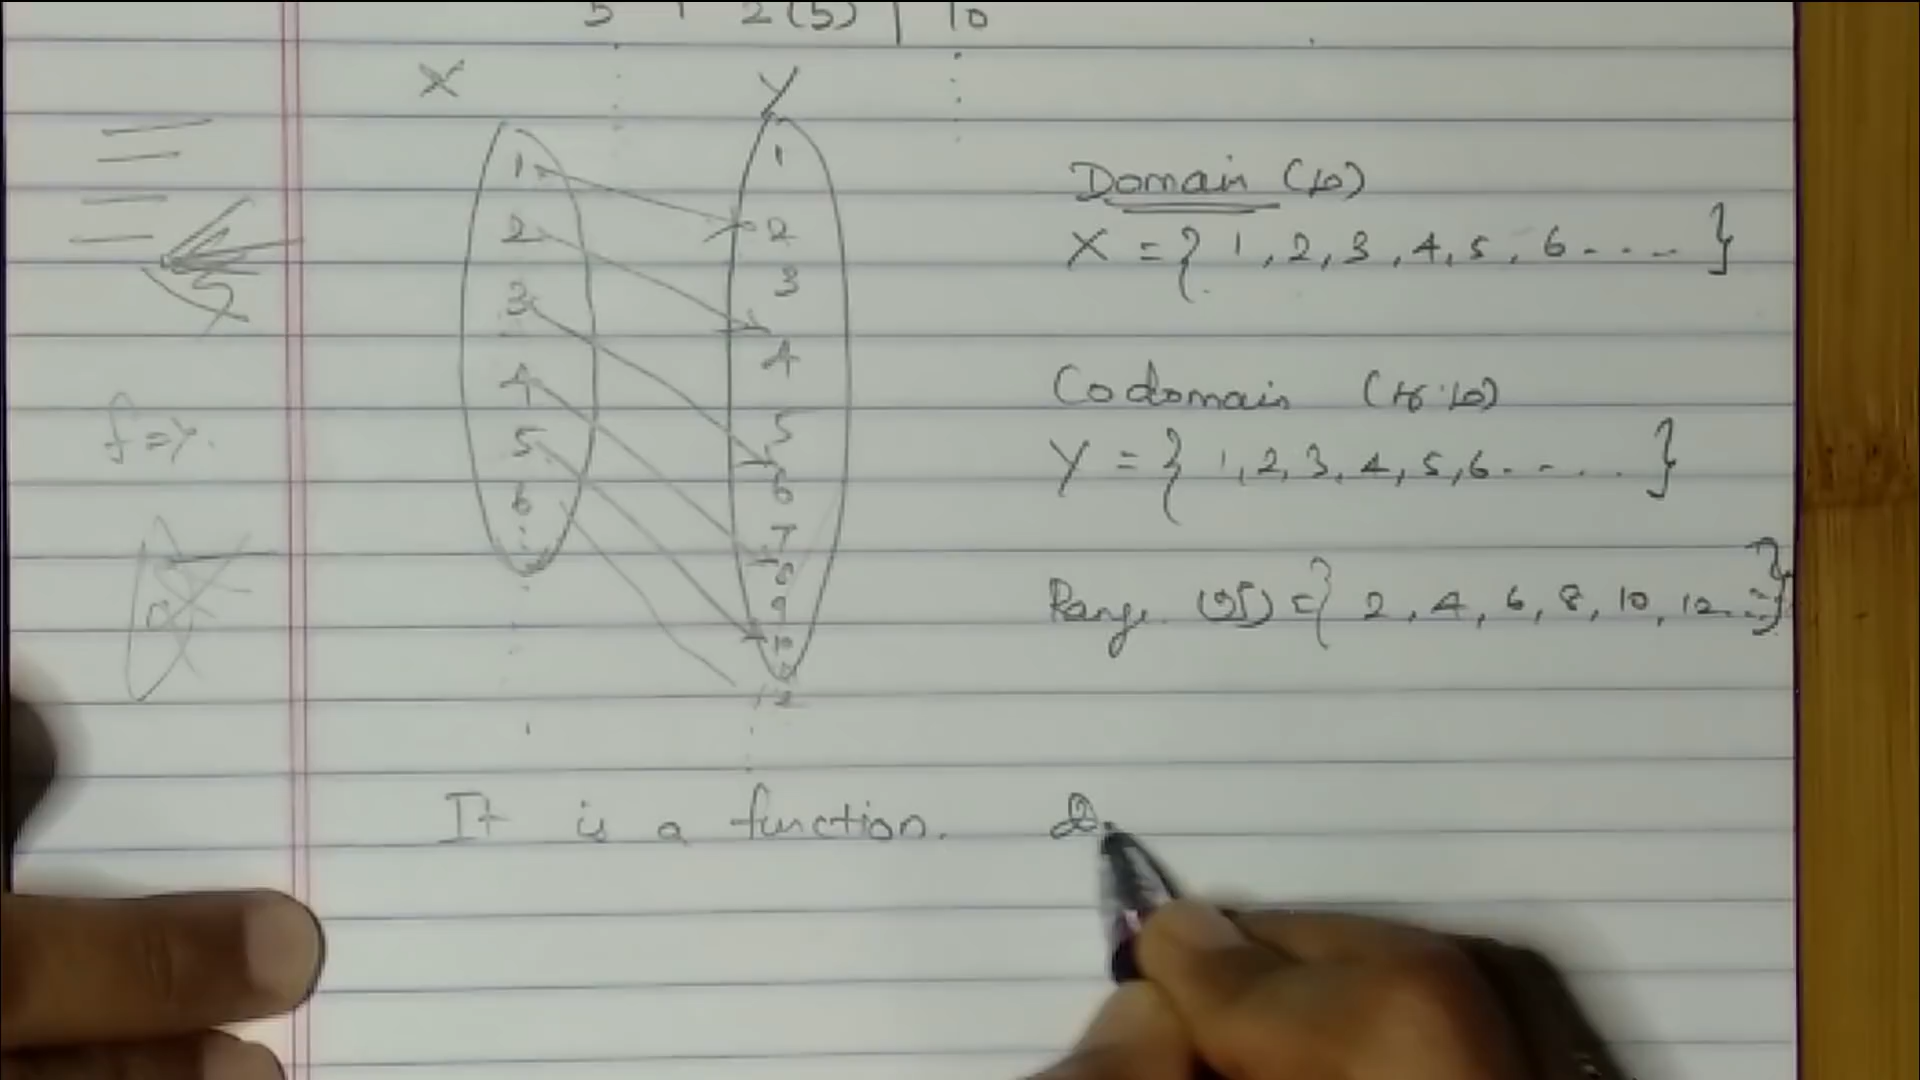 5 2(5) | 10
X Y
1 1
2 2
3 3
4 4
5 5
6 6
7
8
9
10
12
Domain
X = { 1, 2, 3, 4, 5, 6 .... }
Codomain
Y = { 1, 2, 3, 4, 5, 6 ..... }
Range = { 2, 4, 6, 8, 10, 12 ... }
f = y.
It is a function.